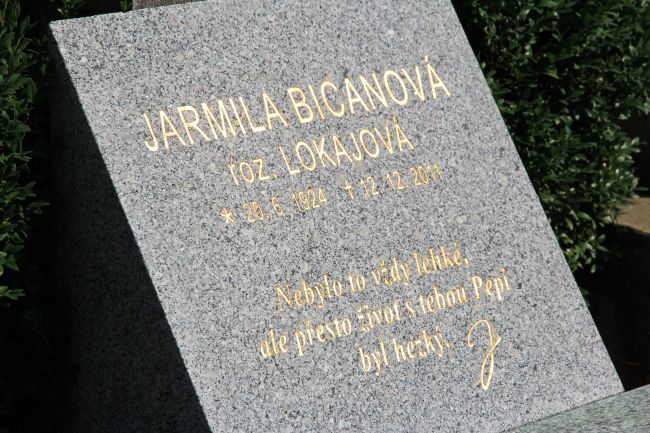 JARMILA BICANOVÁ
roz. LOKAJOVÁ
* 20. 6. 1924 † 12. 12. 2011
Nebylo to vždy lehké,
ale přesto život s tebou Pepi
byl hezký.
J